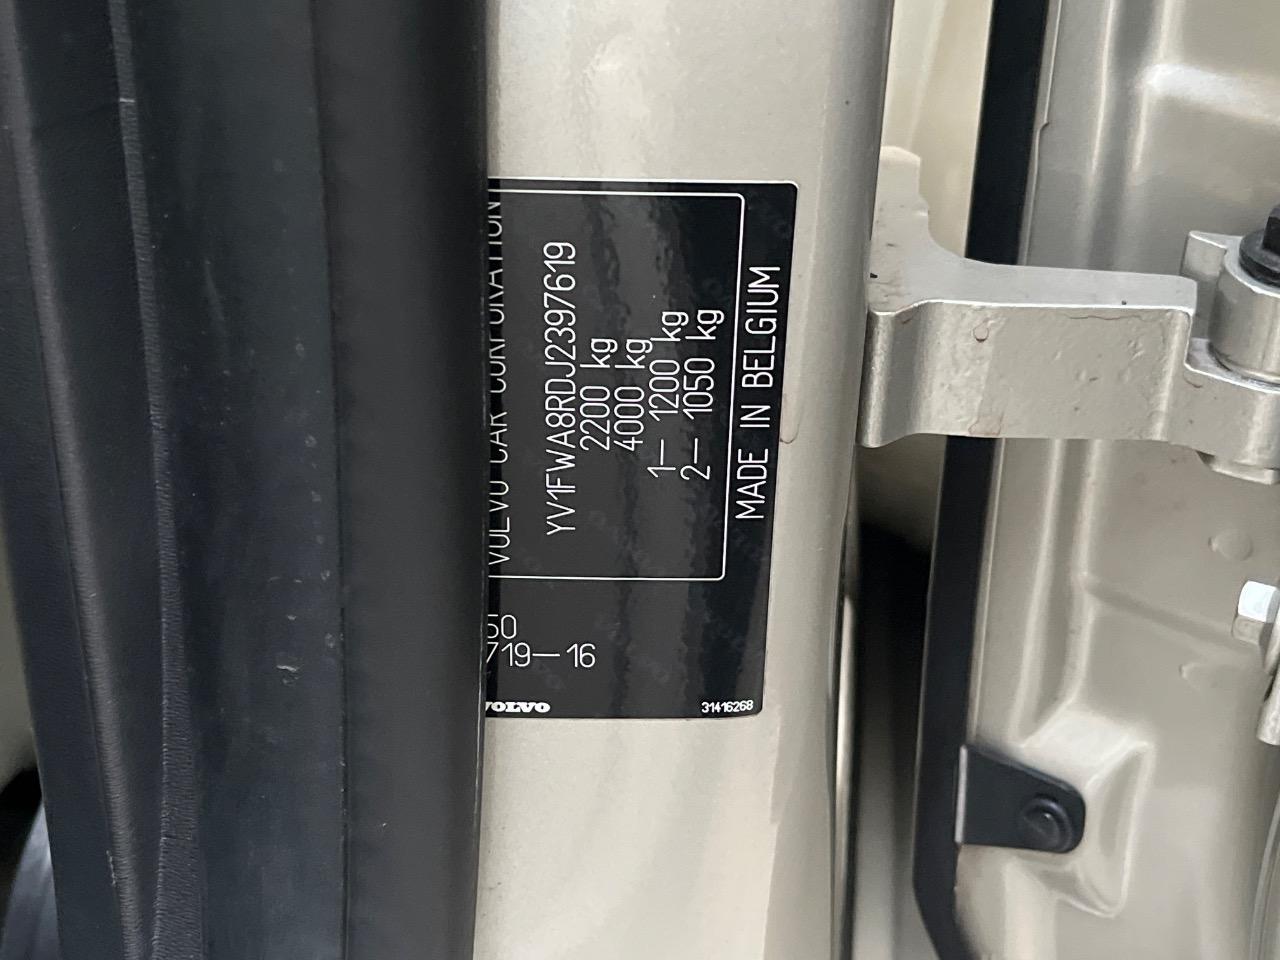 VOLVO CAR CORPORATION
YV1FWA8RDJ2397619
2200 kg
4000 kg
1– 1200 kg
2– 1050 kg
MADE IN BELGIUM
60
719–16
VOLVO
31416268